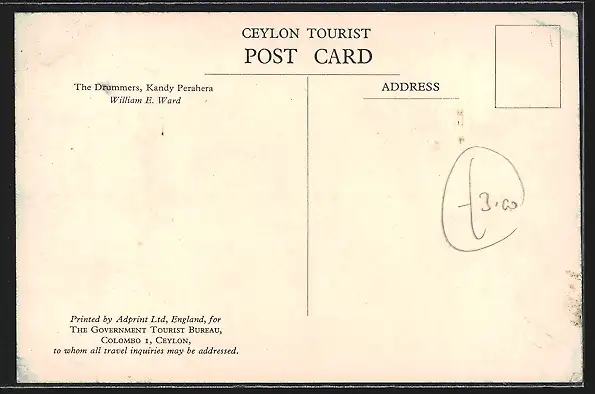 CEYLON TOURIST
POST CARD
The Drummers, Kandy Perahera
William E. Ward
ADDRESS
3.00
Printed by Adprint Ltd, England, for
THE GOVERNMENT TOURIST BUREAU,
COLOMBO 1, CEYLON,
to whom all travel inquiries may be addressed.